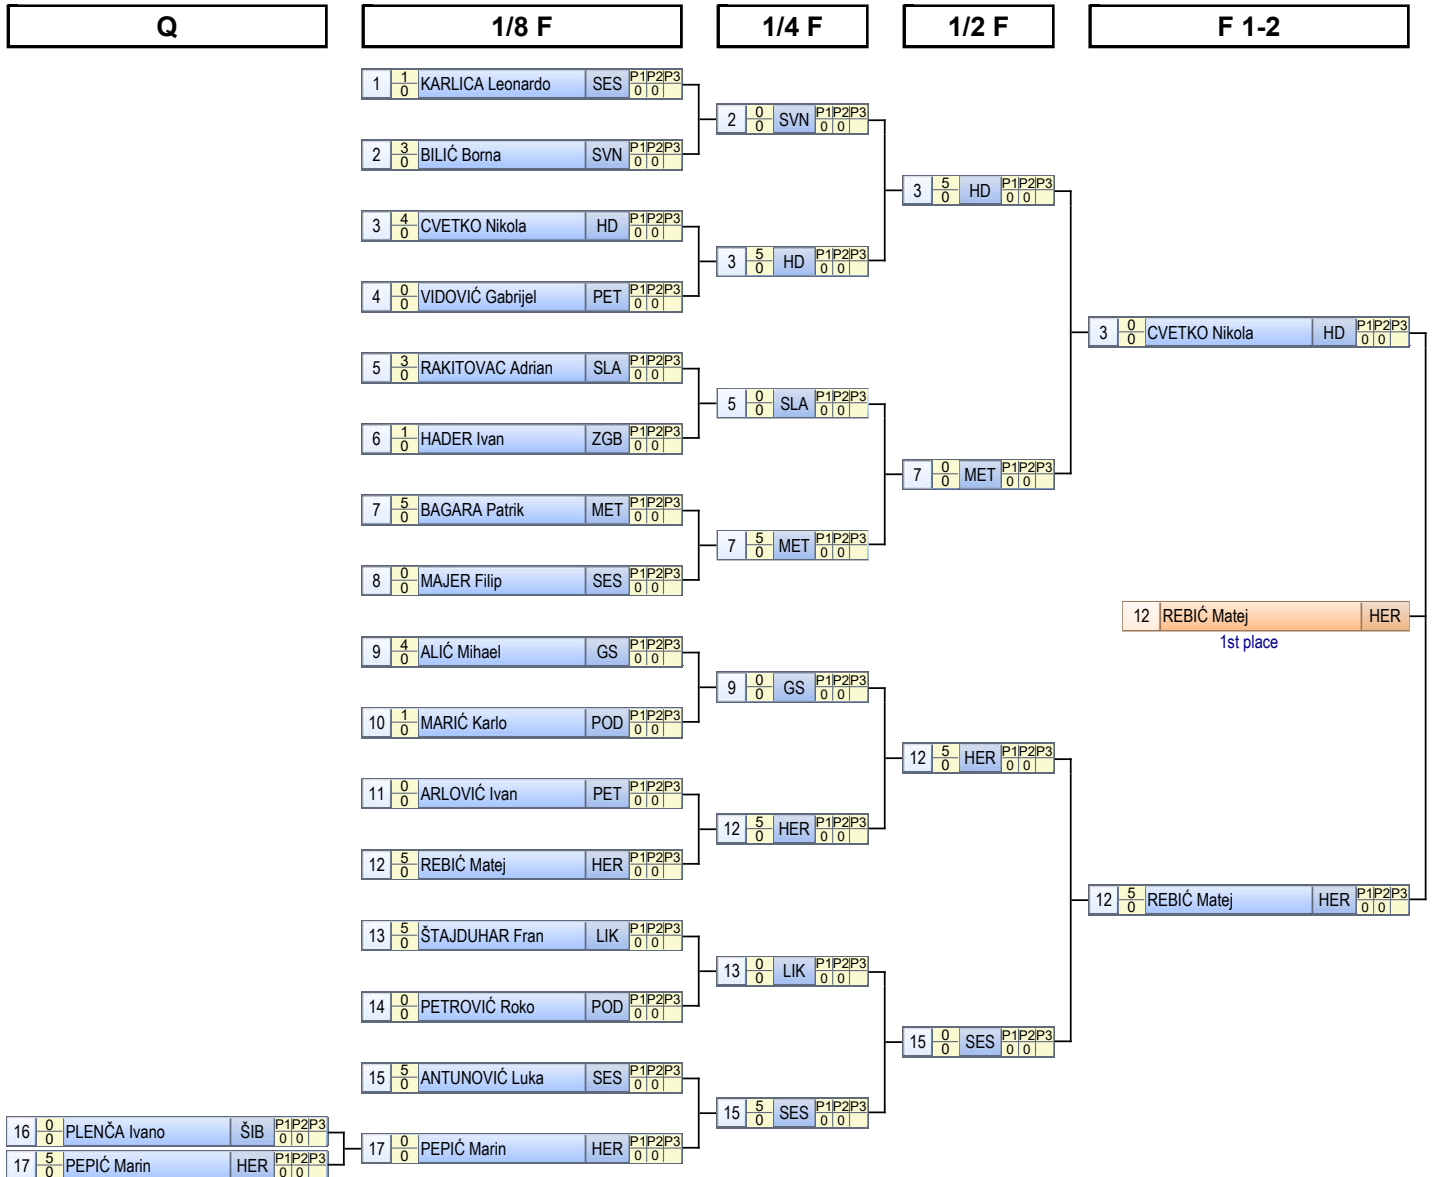 Q 1/8 F 1/4 F 1/2 F F 1-2
1 1 0 KARLICA Leonardo SES P1 P2 P3 0 0
2 0 0 SVN P1 P2 P3 0 0
2 3 0 BILIĆ Borna SVN P1 P2 P3 0 0
3 5 0 HD P1 P2 P3 0 0
3 4 0 CVETKO Nikola HD P1 P2 P3 0 0
3 5 0 HD P1 P2 P3 0 0
4 0 0 VIDOVIĆ Gabrijel PET P1 P2 P3 0 0
3 0 0 CVETKO Nikola HD P1 P2 P3 0 0
5 3 0 RAKITOVAC Adrian SLA P1 P2 P3 0 0
5 0 0 SLA P1 P2 P3 0 0
6 1 0 HADER Ivan ZGB P1 P2 P3 0 0
7 0 0 MET P1 P2 P3 0 0
7 5 0 BAGARA Patrik MET P1 P2 P3 0 0
7 5 0 MET P1 P2 P3 0 0
8 0 0 MAJER Filip SES P1 P2 P3 0 0
12 REBIĆ Matej HER
1st place
9 4 0 ALIĆ Mihael GS P1 P2 P3 0 0
9 0 0 GS P1 P2 P3 0 0
10 1 0 MARIĆ Karlo POD P1 P2 P3 0 0
12 5 0 HER P1 P2 P3 0 0
11 0 0 ARLOVIĆ Ivan PET P1 P2 P3 0 0
12 5 0 HER P1 P2 P3 0 0
12 5 0 REBIĆ Matej HER P1 P2 P3 0 0
12 5 0 REBIĆ Matej HER P1 P2 P3 0 0
13 5 0 ŠTAJDUHAR Fran LIK P1 P2 P3 0 0
13 0 0 LIK P1 P2 P3 0 0
14 0 0 PETROVIĆ Roko POD P1 P2 P3 0 0
15 0 0 SES P1 P2 P3 0 0
15 5 0 ANTUNOVIĆ Luka SES P1 P2 P3 0 0
15 5 0 SES P1 P2 P3 0 0
16 0 0 PLENČA Ivano ŠIB P1 P2 P3 0 0
17 0 0 PEPIĆ Marin HER P1 P2 P3 0 0
17 5 0 PEPIĆ Marin HER P1 P2 P3 0 0